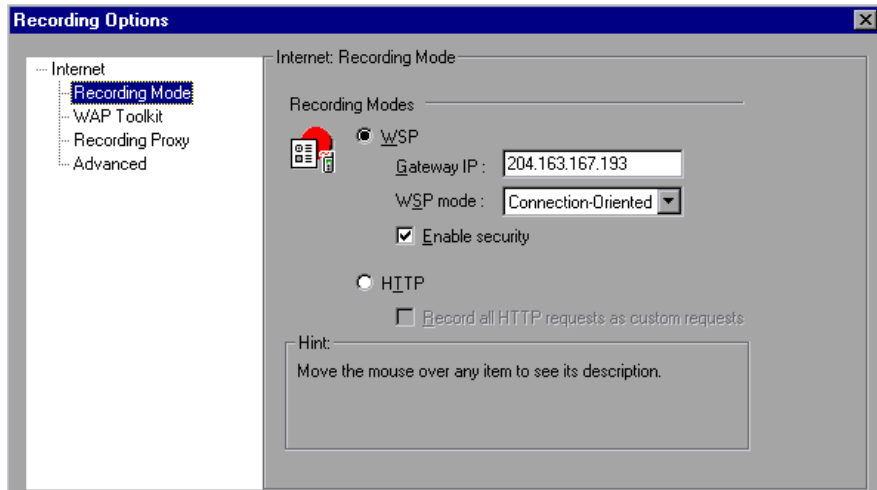 Recording Options
Internet
Recording Mode
WAP Toolkit
Recording Proxy
Advanced
Internet: Recording Mode
Recording Modes
WSP
Gateway IP : 204.163.167.193
WSP mode : Connection-Oriented
Enable security
HTTP
Record all HTTP requests as custom requests
Hint:
Move the mouse over any item to see its description.